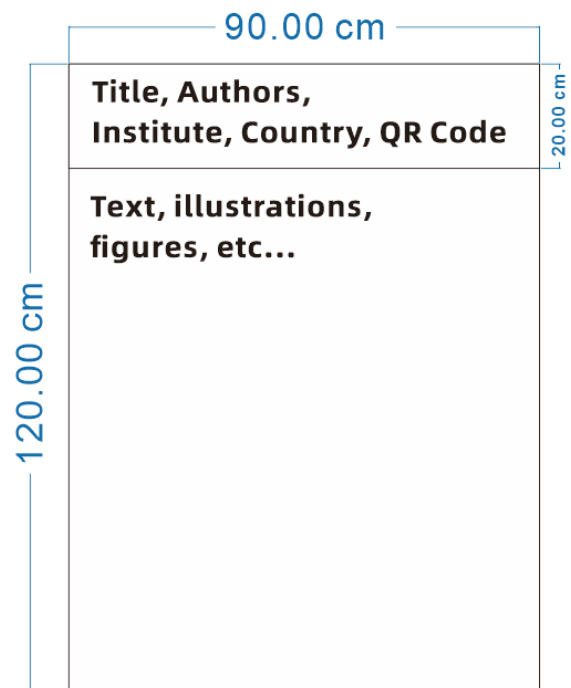 90.00 cm
Title, Authors,
Institute, Country, QR Code
20.00 cm
Text, illustrations,
figures, etc...
120.00 cm